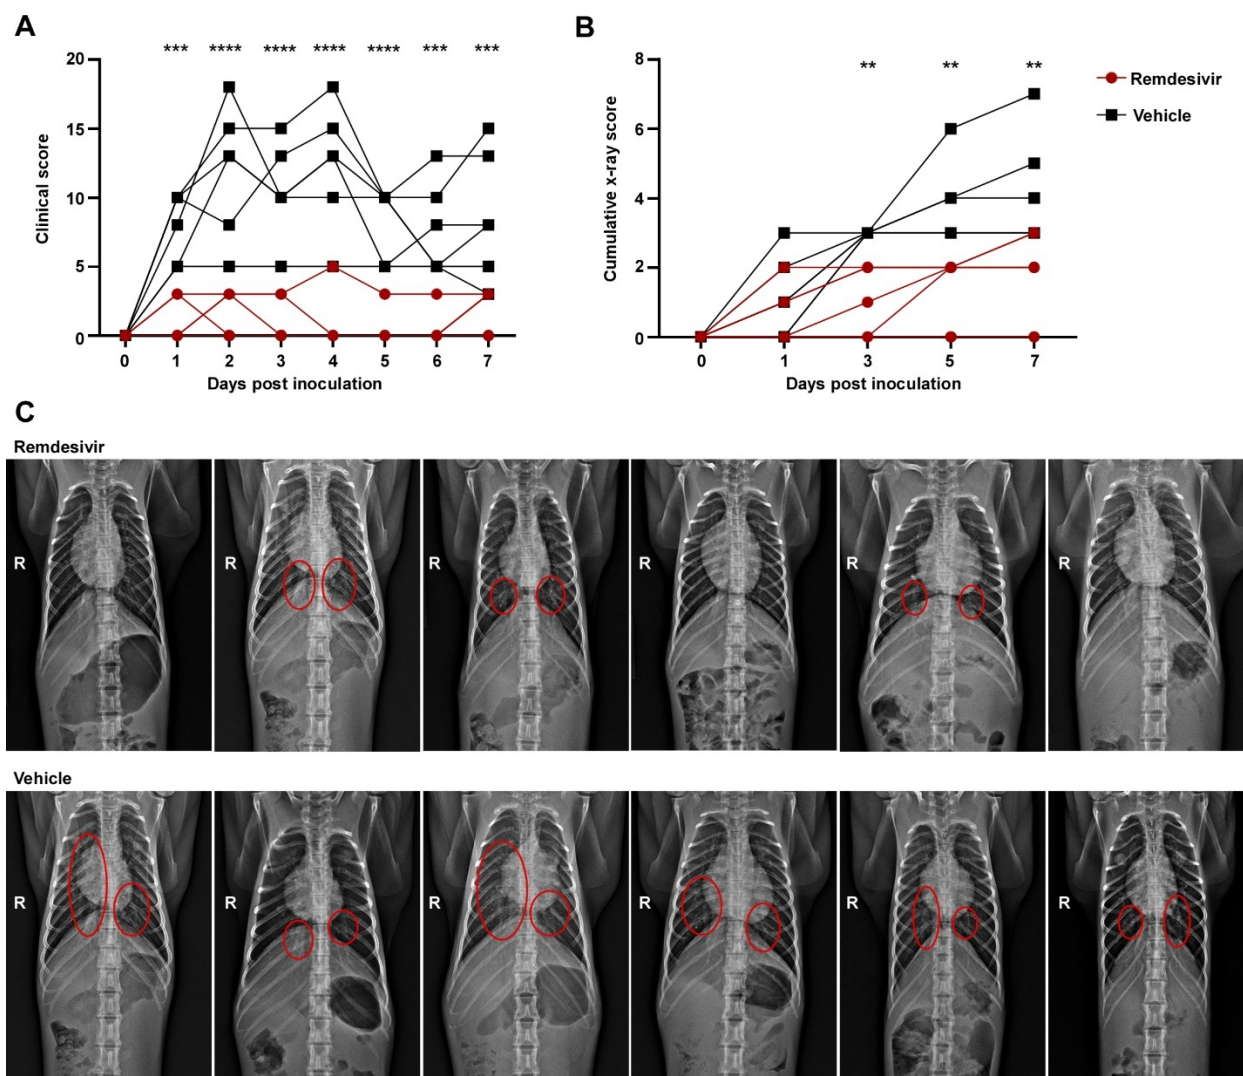 A
*** **** **** **** **** *** ***
Clinical score
20
15
10
5
0
0 1 2 3 4 5 6 7
Days post inoculation
B
** ** **
Cumulative x-ray score
8
6
4
2
0
0 1 3 5 7
Days post inoculation
Remdesivir
Vehicle
C
Remdesivir
R R R R R R
Vehicle
R R R R R R